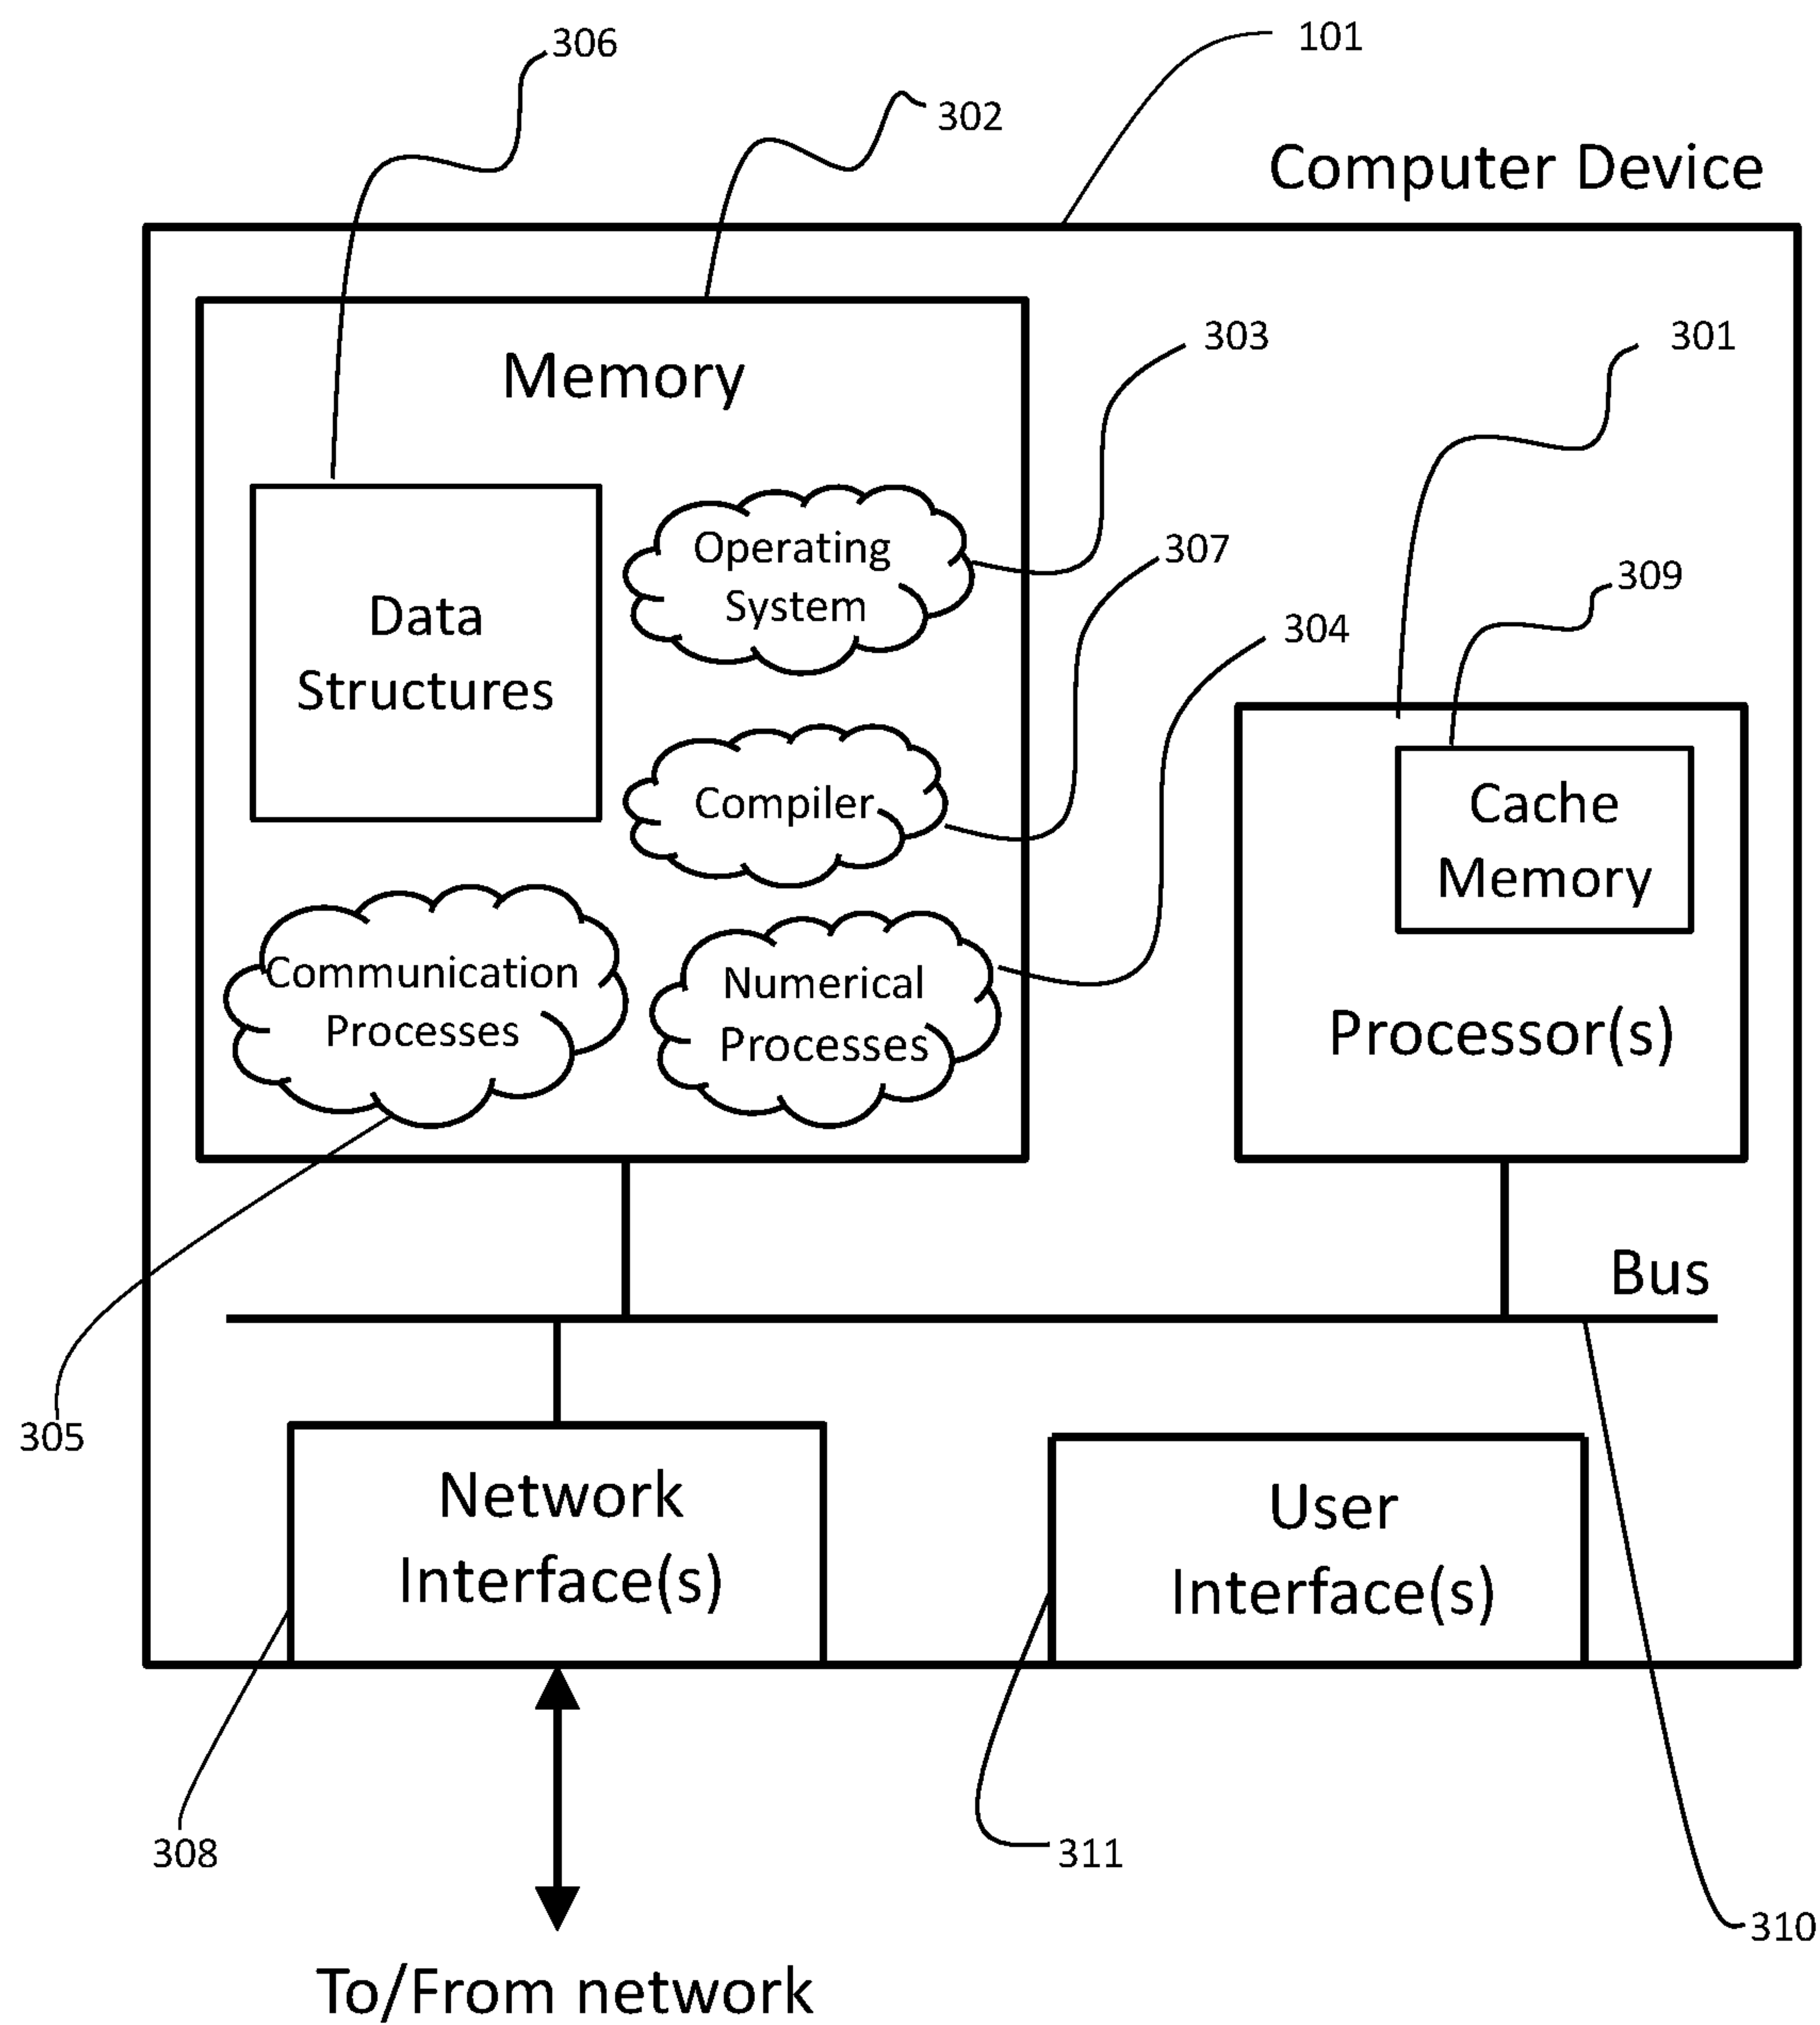 306
101
302
Computer Device
Memory
303
301
Operating
System
307
309
Data
Structures
304
Compiler
Cache
Memory
Communication
Processes
Numerical
Processes
Processor(s)
Bus
305
Network
Interface(s)
User
Interface(s)
308
311
310
To/From network